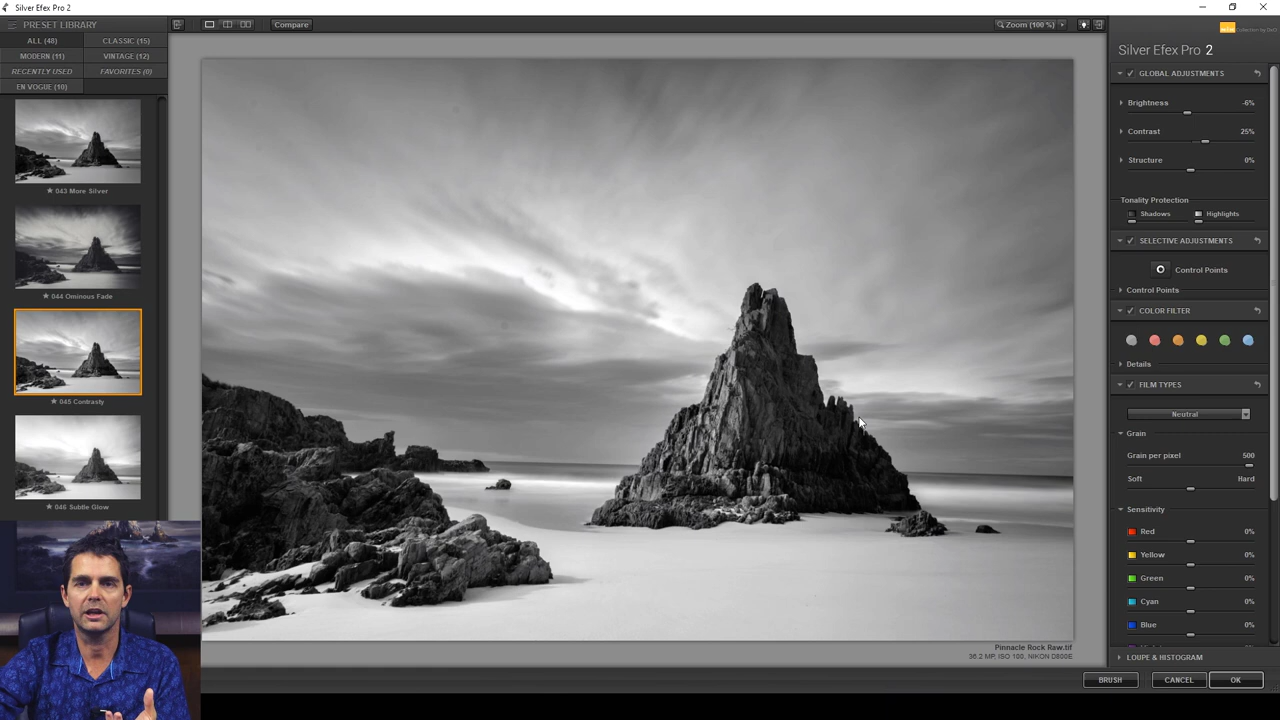 Silver Efex Pro 2
PRESET LIBRARY
Compare
Zoom (100 %)
ALL (48)
CLASSIC (15)
MODERN (11)
VINTAGE (12)
RECENTLY USED
FAVORITES (0)
EN VOGUE (10)
★ 043 More Silver
★ 044 Ominous Fade
★ 045 Contrasty
★ 046 Subtle Glow
Pinnacle Rock Raw.tif
36.2 MP, ISO 100, NIKON D800E
Silver Efex Pro 2
GLOBAL ADJUSTMENTS
Brightness -6%
Contrast 25%
Structure 0%
Tonality Protection
Shadows Highlights
SELECTIVE ADJUSTMENTS
Control Points
Control Points
COLOR FILTER
Details
FILM TYPES
Neutral
Grain
Grain per pixel 500
Soft Hard
Sensitivity
Red 0%
Yellow 0%
Green 0%
Cyan 0%
Blue 0%
LOUPE & HISTOGRAM
BRUSH CANCEL OK